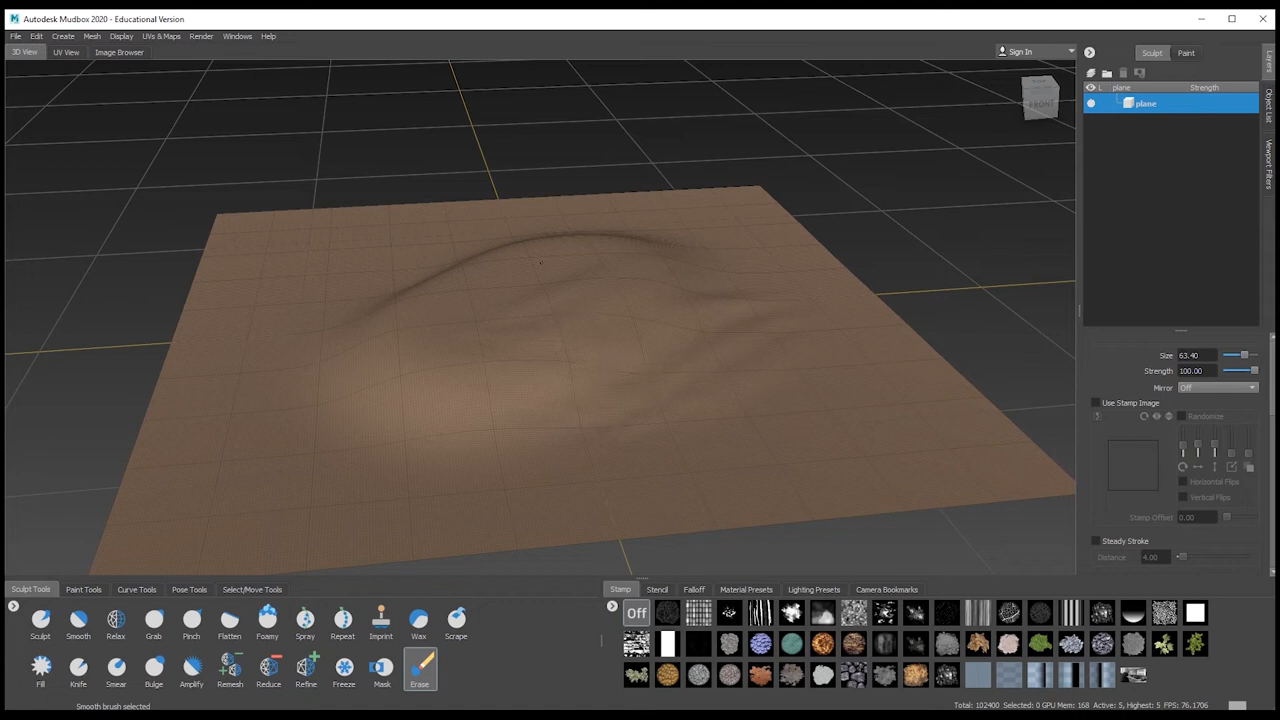 Autodesk Mudbox 2020 - Educational Version
File Edit Create Mesh Display UVs & Maps Render Windows Help
3D View UV View Image Browser Sign In
Sculpt Paint
L plane Strength
plane
Layers
Object List
Viewport Filters
FRONT
Size 63.40
Strength 100.00
Mirror Off
Use Stamp Image
Randomize
Horizontal Flips
Vertical Flips
Stamp Offset 0.00
Steady Stroke
Distance 4.00
Sculpt Tools Paint Tools Curve Tools Pose Tools Select/Move Tools
Stamp Stencil Falloff Material Presets Lighting Presets Camera Bookmarks
Off
Sculpt Smooth Relax Grab Pinch Flatten Foamy Spray Repeat Imprint Wax Scrape
Fill Knife Smear Bulge Amplify Remesh Reduce Refine Freeze Mask Erase
Smooth brush selected
Total: 102400 Selected: 0 GPU Mem: 168 Active: 5, Highest: 5 FPS: 76.1706